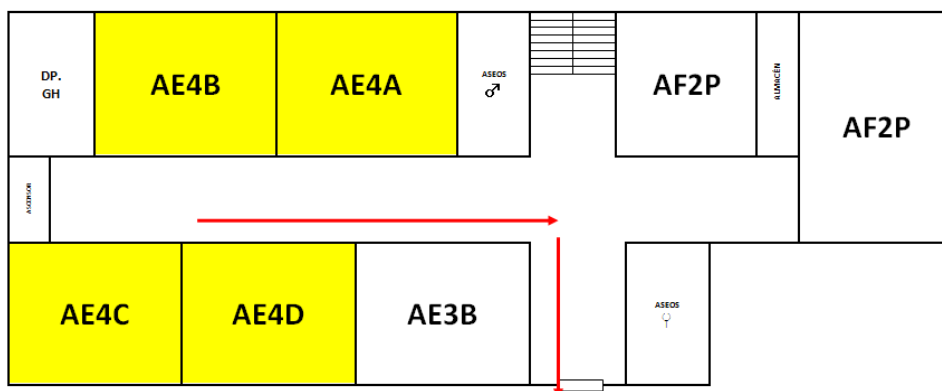 DP.
GH
AE4B
AE4A
ASEOS
AF2P
ALMACÉN
AF2P
ASCENSOR
AE4C
AE4D
AE3B
ASEOS